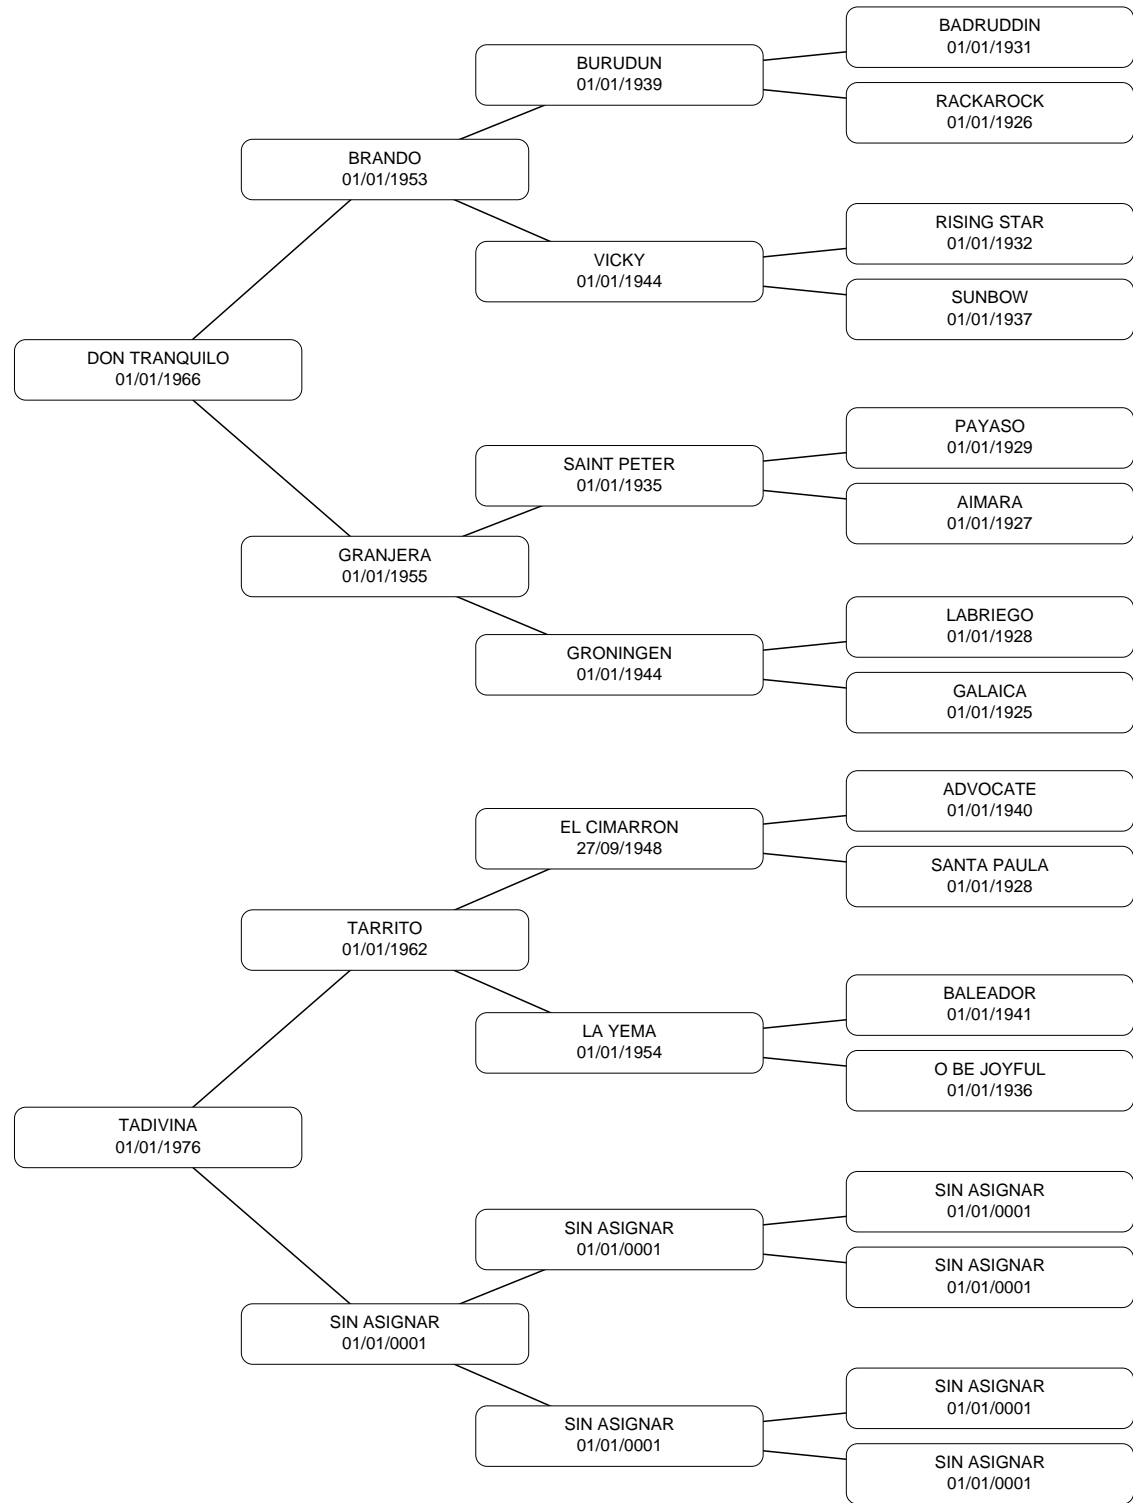 BADRUDDIN
01/01/1931
BURUDUN
01/01/1939
RACKAROCK
01/01/1926
BRANDO
01/01/1953
RISING STAR
01/01/1932
VICKY
01/01/1944
SUNBOW
01/01/1937
DON TRANQUILO
01/01/1966
PAYASO
01/01/1929
SAINT PETER
01/01/1935
AIMARA
01/01/1927
GRANJERA
01/01/1955
LABRIEGO
01/01/1928
GRONINGEN
01/01/1944
GALAICA
01/01/1925
ADVOCATE
01/01/1940
EL CIMARRON
27/09/1948
SANTA PAULA
01/01/1928
TARRITO
01/01/1962
BALEADOR
01/01/1941
LA YEMA
01/01/1954
O BE JOYFUL
01/01/1936
TADIVINA
01/01/1976
SIN ASIGNAR
01/01/0001
SIN ASIGNAR
01/01/0001
SIN ASIGNAR
01/01/0001
SIN ASIGNAR
01/01/0001
SIN ASIGNAR
01/01/0001
SIN ASIGNAR
01/01/0001
SIN ASIGNAR
01/01/0001